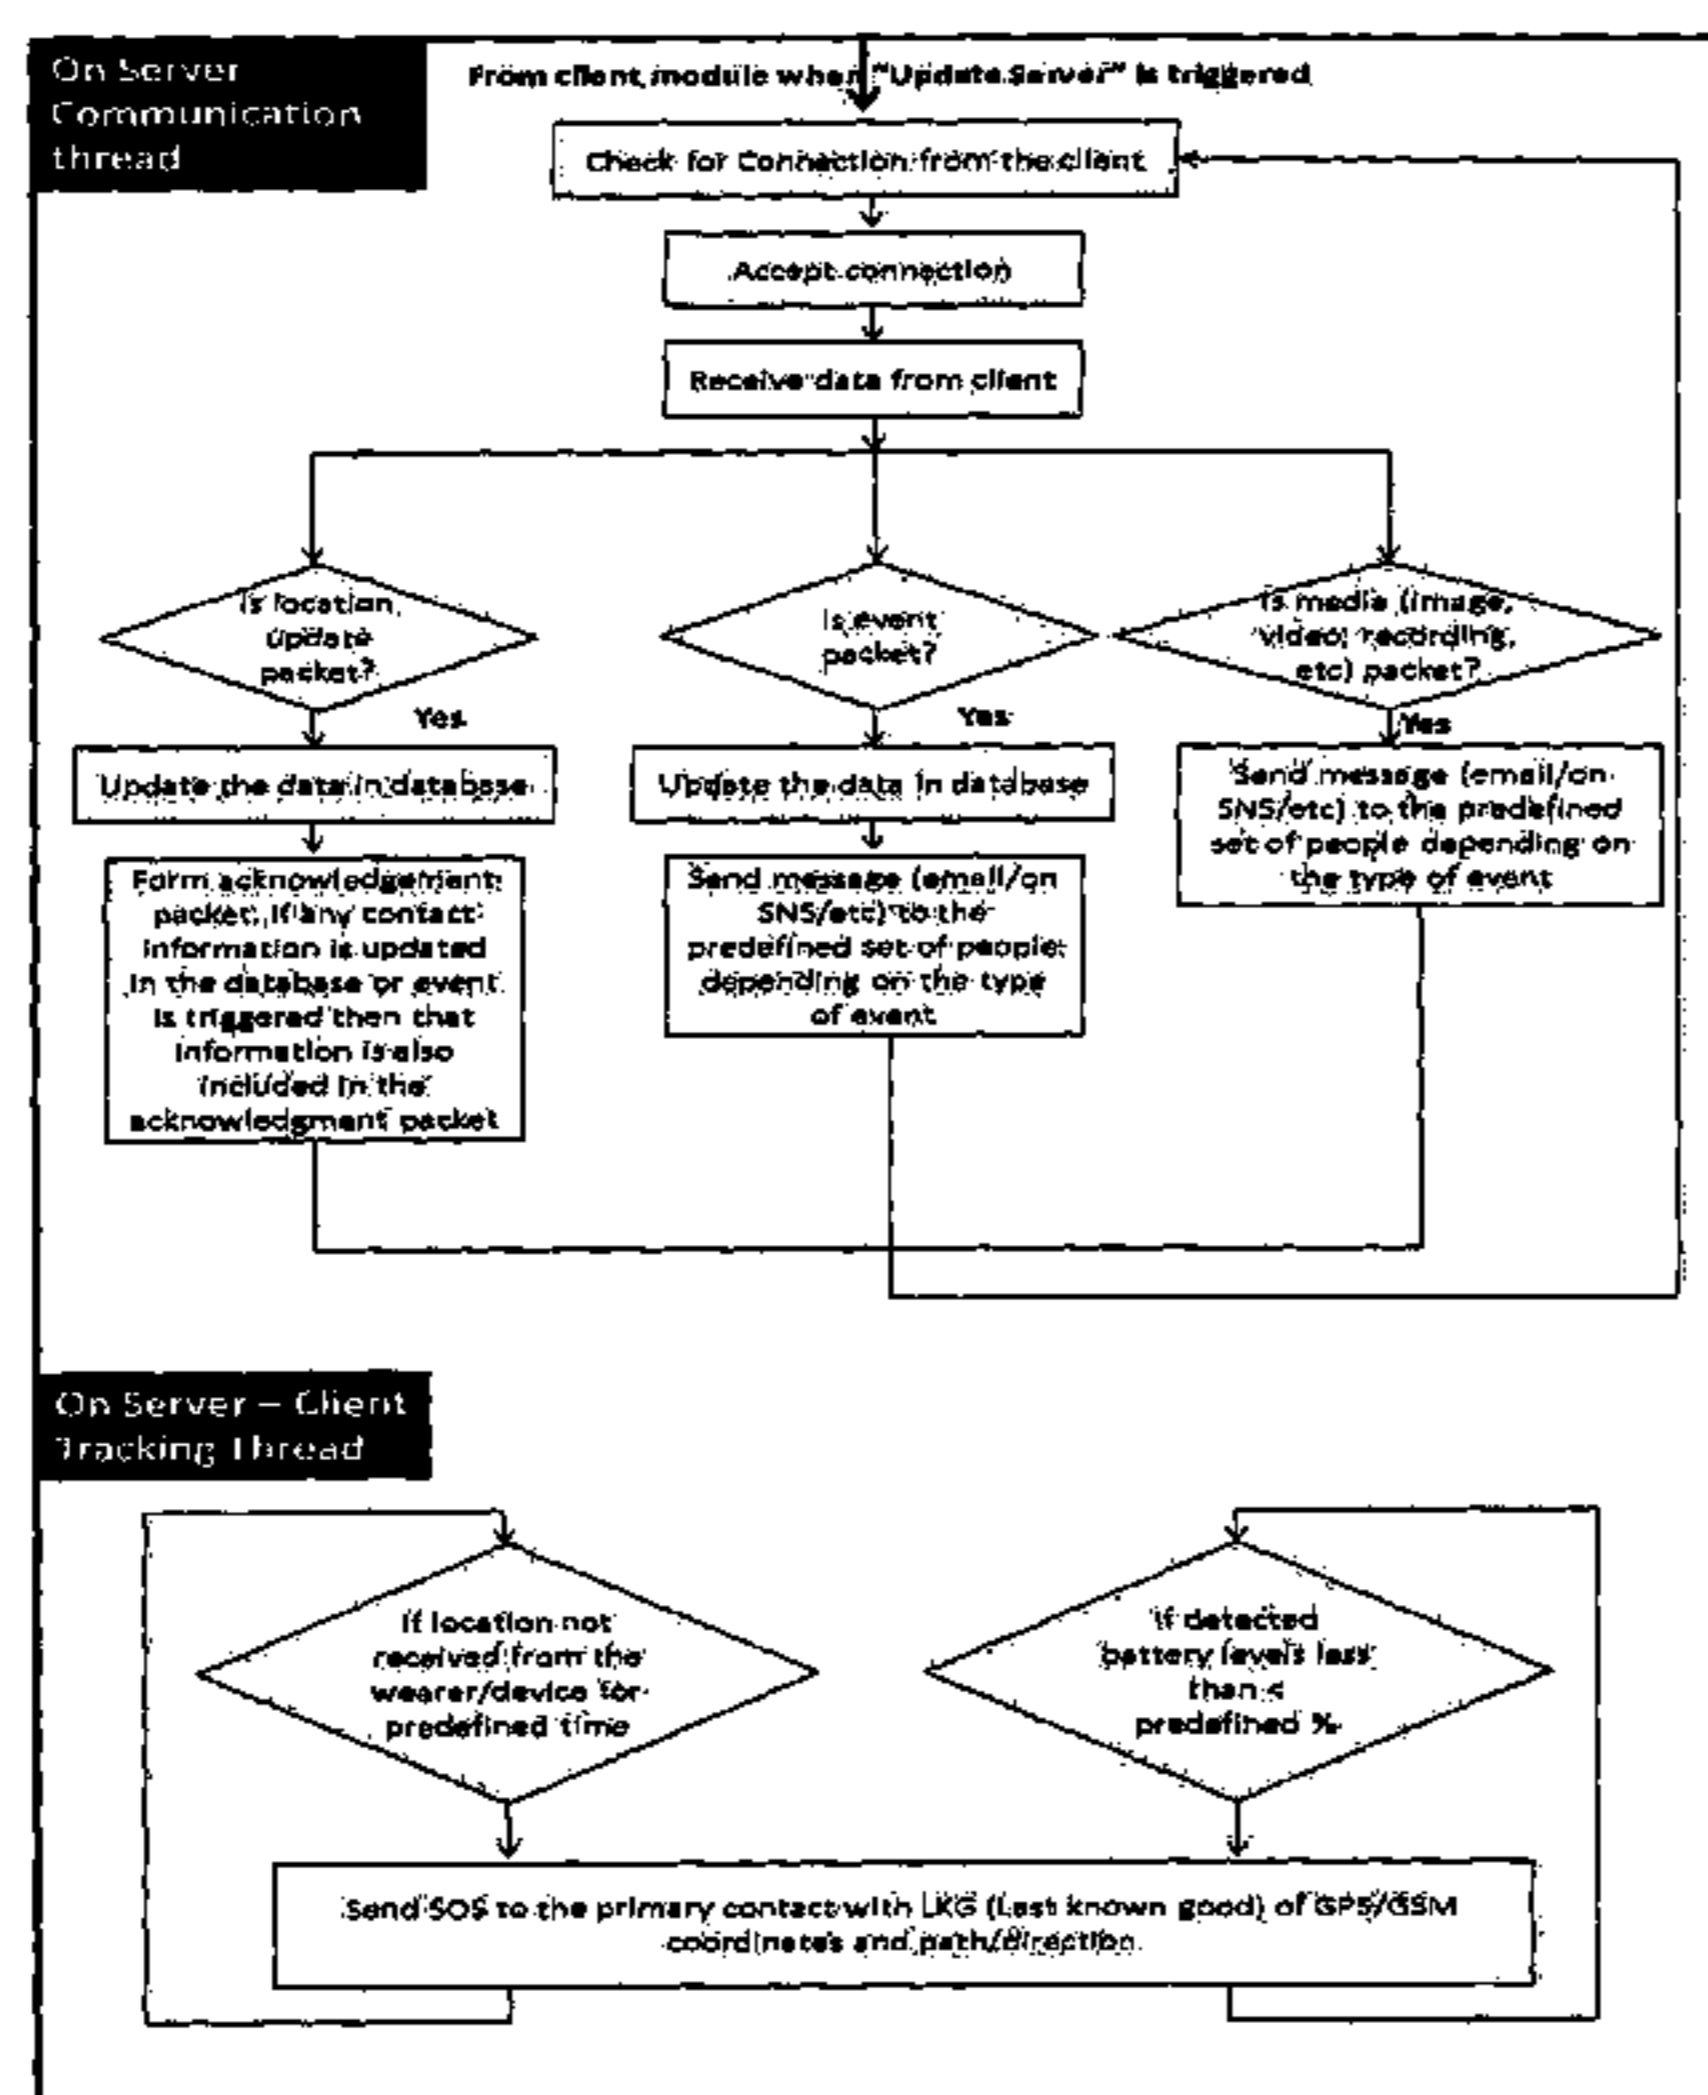 On Server
Communication
thread
From client module when "Update Server" is triggered
Check for Connection from the client
Accept connection
Receive data from client
Is location
update
packet?
Is event
packet?
Is media (image,
video, recording,
etc) packet?
Yes
Yes
Yes
Update the data in database
Update the data in database
Send message (email/on
SNS/etc) to the predefined
set of people depending on
the type of event
Form acknowledgement
packet, if any contact
information is updated
in the database or event
is triggered then that
information is also
included in the
acknowledgment packet
Send message (email/on
SNS/etc) to the
predefined set of people
depending on the type
of event
On Server – Client
Tracking Thread
If location not
received from the
wearer/device for
predefined time
If detected
battery levels less
than <
predefined %
Send SOS to the primary contact with LKG (Last known good) of GPS/GSM
coordinates and path/direction.